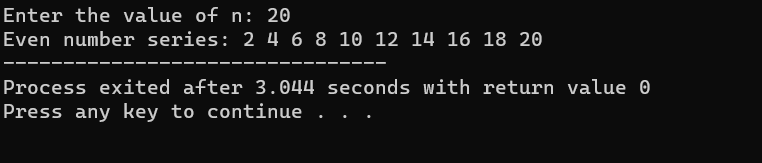 Enter the value of n: 20
Even number series: 2 4 6 8 10 12 14 16 18 20
--------------------------------
Process exited after 3.044 seconds with return value 0
Press any key to continue . . .